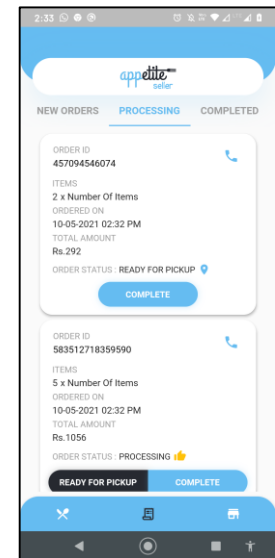 2:33
appetite
seller
NEW ORDERS PROCESSING COMPLETED
ORDER ID
457094546074
ITEMS
2 x Number Of Items
ORDERED ON
10-05-2021 02:32 PM
TOTAL AMOUNT
Rs.292
ORDER STATUS : READY FOR PICKUP
COMPLETE
ORDER ID
583512718359590
ITEMS
5 x Number Of Items
ORDERED ON
10-05-2021 02:32 PM
TOTAL AMOUNT
Rs.1056
ORDER STATUS : PROCESSING
READY FOR PICKUP COMPLETE